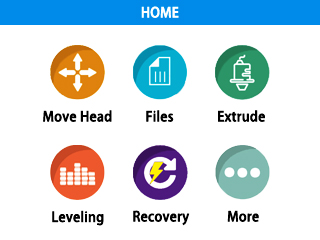 HOME
Move Head Files Extrude
Leveling Recovery More